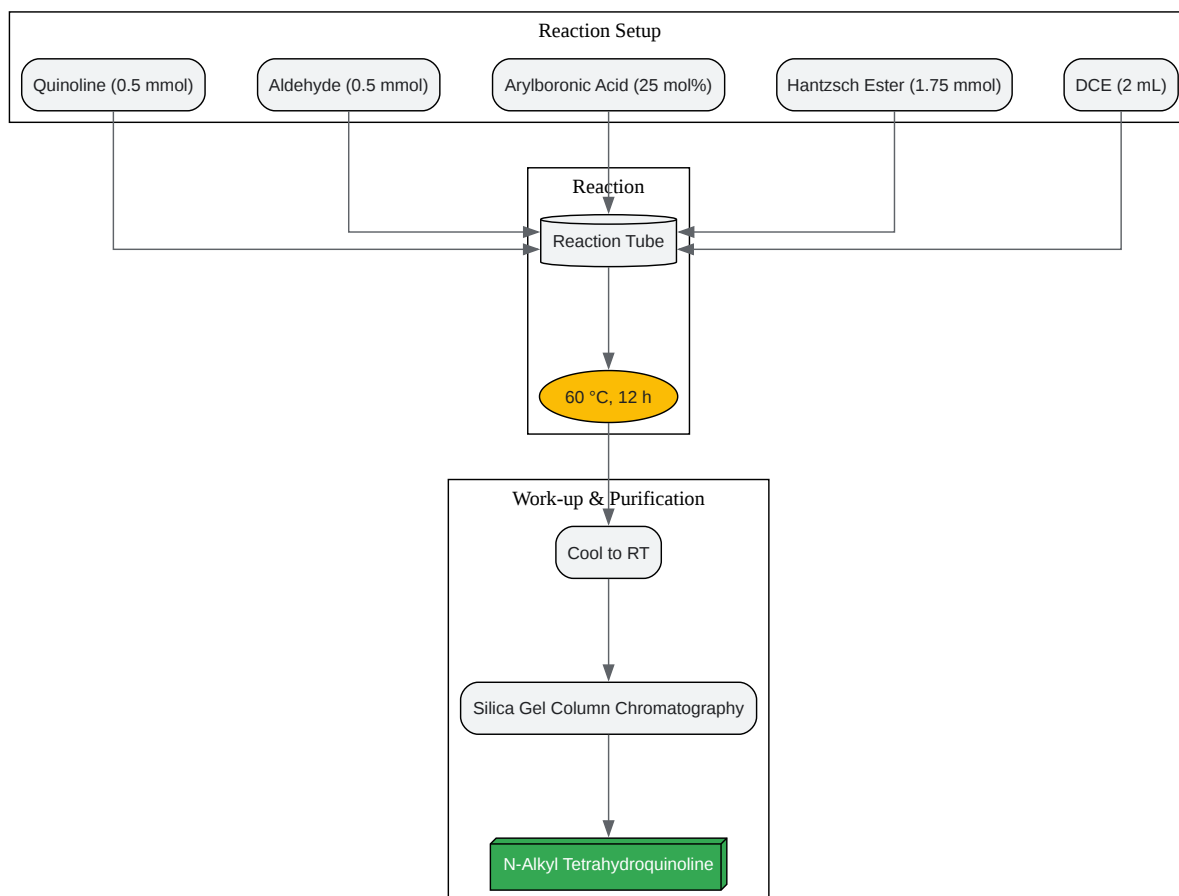 Reaction Setup
Quinoline (0.5 mmol)
Aldehyde (0.5 mmol)
Arylboronic Acid (25 mol%)
Hantzsch Ester (1.75 mmol)
DCE (2 mL)
Reaction
Reaction Tube
60 °C, 12 h
Work-up & Purification
Cool to RT
Silica Gel Column Chromatography
N-Alkyl Tetrahydroquinoline